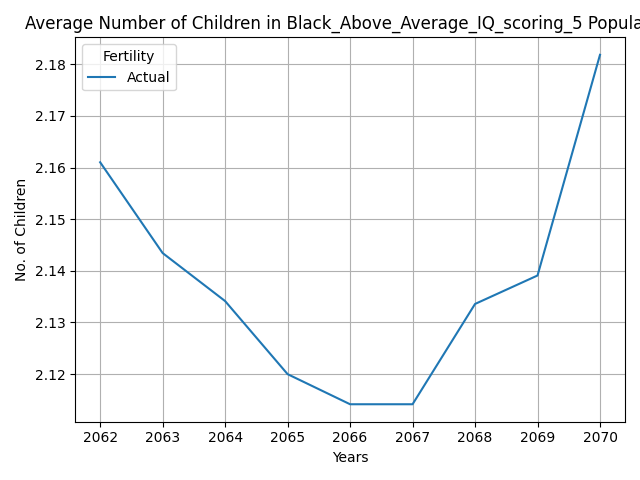 Average Number of Children in Black_Above_Average_IQ_scoring_5 Popula
Fertility
Actual
2.18
2.17
2.16
2.15
2.14
2.13
2.12
No. of Children
2062 2063 2064 2065 2066 2067 2068 2069 2070
Years